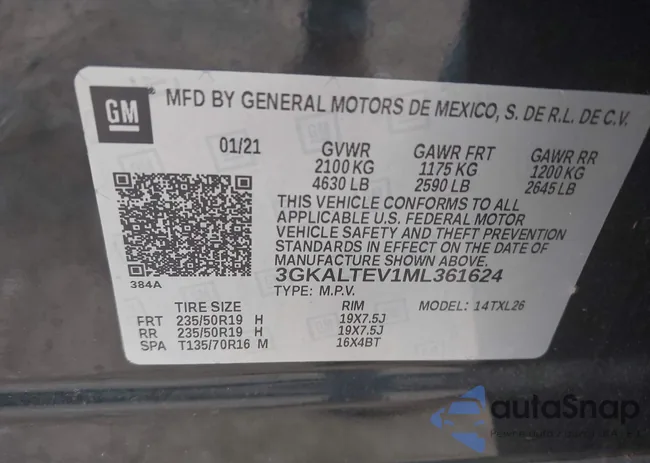 GM
MFD BY GENERAL MOTORS DE MEXICO, S. DE R.L. DE C.V.
01/21 GVWR GAWR FRT GAWR RR
2100 KG 1175 KG 1200 KG
4630 LB 2590 LB 2645 LB
THIS VEHICLE CONFORMS TO ALL
APPLICABLE U.S. FEDERAL MOTOR
VEHICLE SAFETY AND THEFT PREVENTION
STANDARDS IN EFFECT ON THE DATE OF
MANUFACTURE SHOWN ABOVE.
3GKALTEV1ML361624
384A
TYPE: M.P.V. MODEL: 14TXL26
TIRE SIZE RIM
FRT 235/50R19 H 19X7.5J
RR 235/50R19 H 19X7.5J
SPA T135/70R16 M 16X4BT
autaSnap